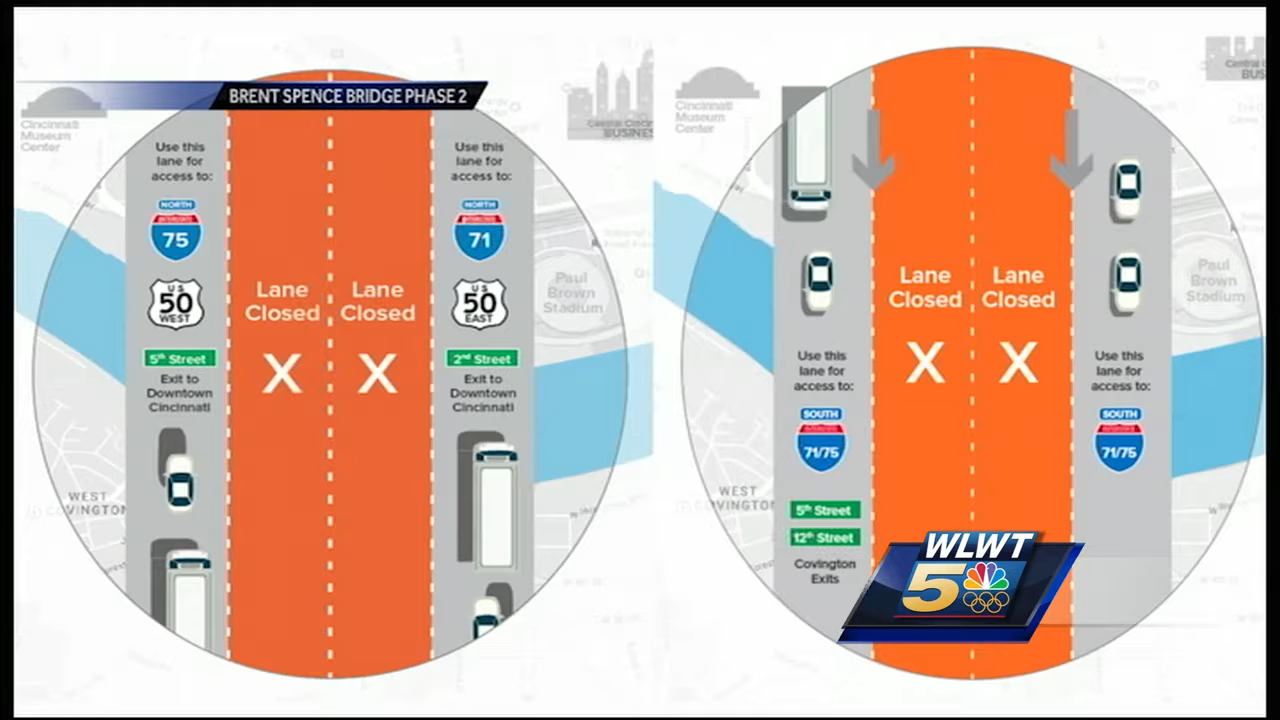 BRENT SPENCE BRIDGE PHASE 2
Cincinnati
Museum
Center
Use this
lane for
access to:
NORTH
INTERSTATE
75
U S
50
WEST
5th Street
Exit to
Downtown
Cincinnati
Lane
Closed
X
Lane
Closed
X
Use this
lane for
access to:
NORTH
INTERSTATE
71
U S
50
EAST
2nd Street
Exit to
Downtown
Cincinnati
Paul
Brown
Stadium
WEST
COVINGTON
Cincinnati
Museum
Center
Lane
Closed
X
Lane
Closed
X
Use this
lane for
access to:
SOUTH
INTERSTATE
71/75
5th Street
12th Street
Covington
Exits
Use this
lane for
access to:
SOUTH
INTERSTATE
71/75
Paul
Brown
Stadium
WEST
COVINGTON
WLWT
5